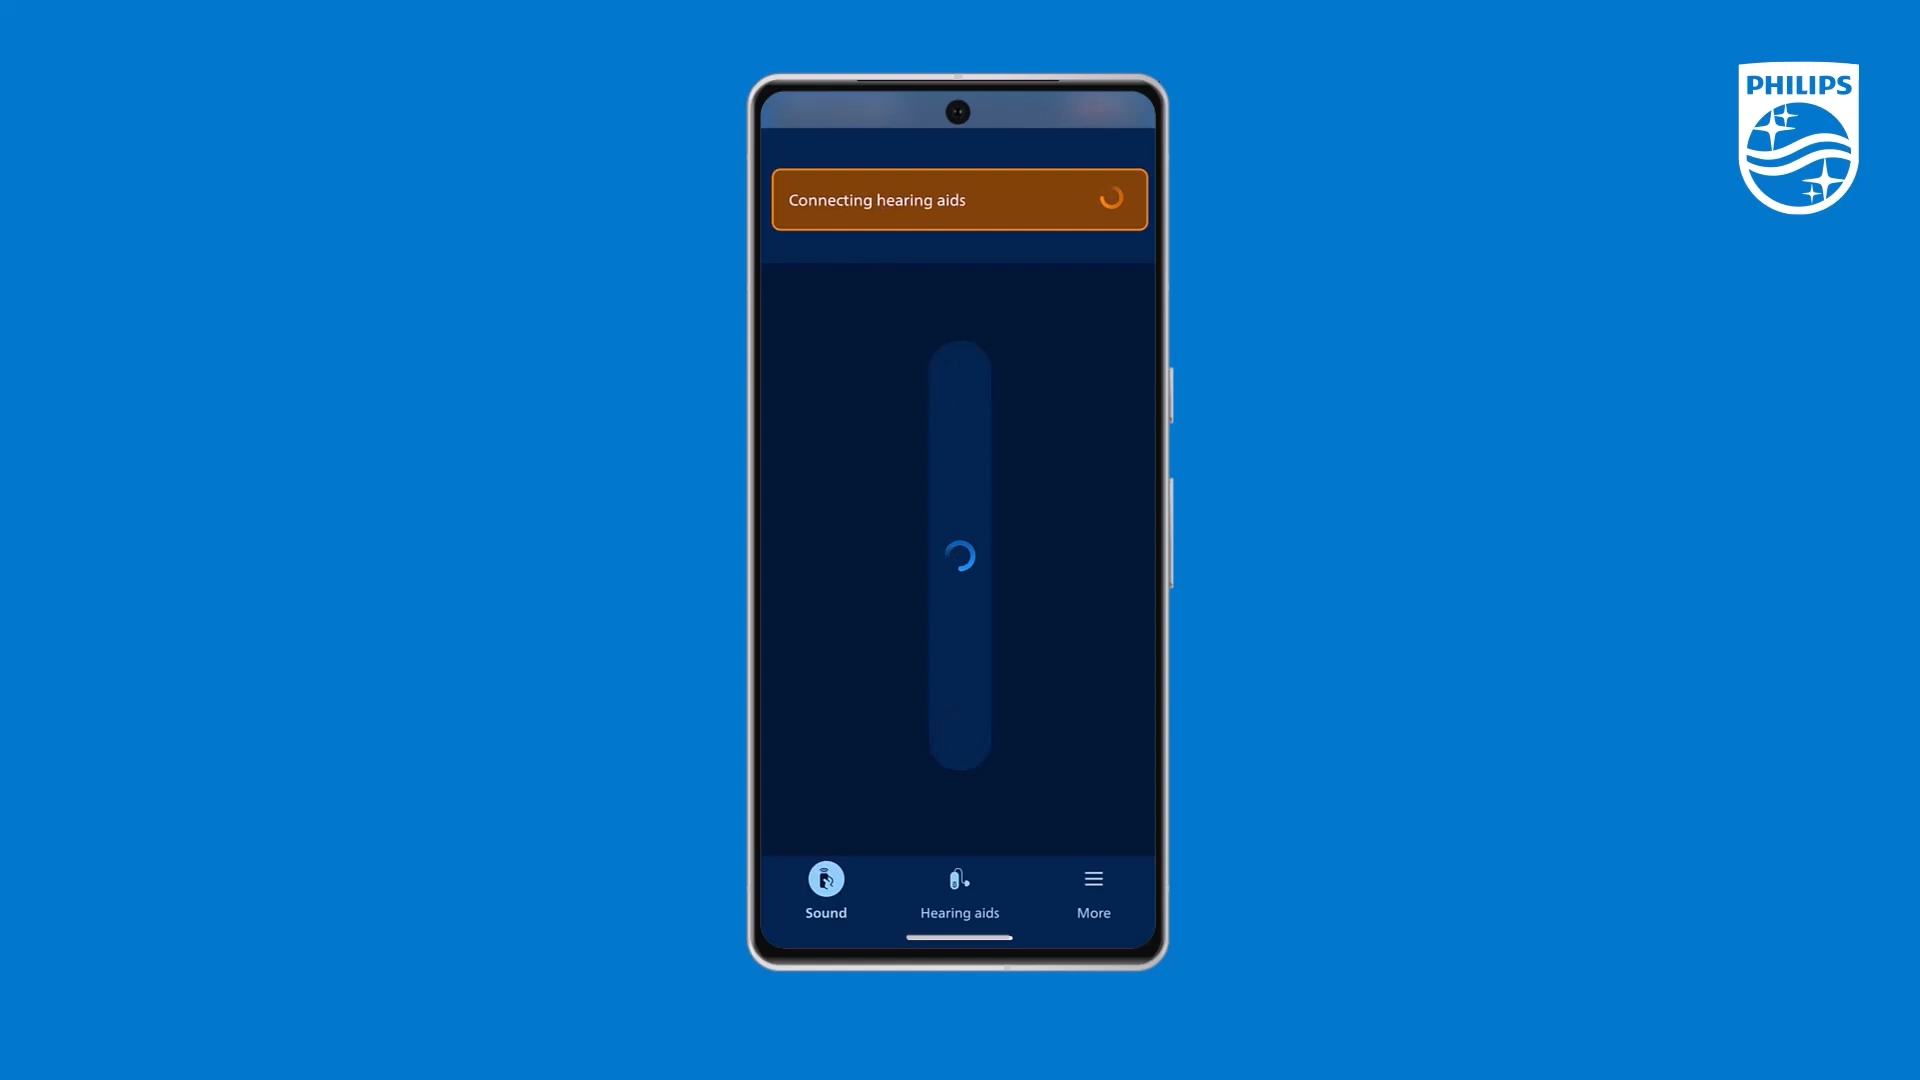 PHILIPS
Connecting hearing aids
Sound
Hearing aids
More